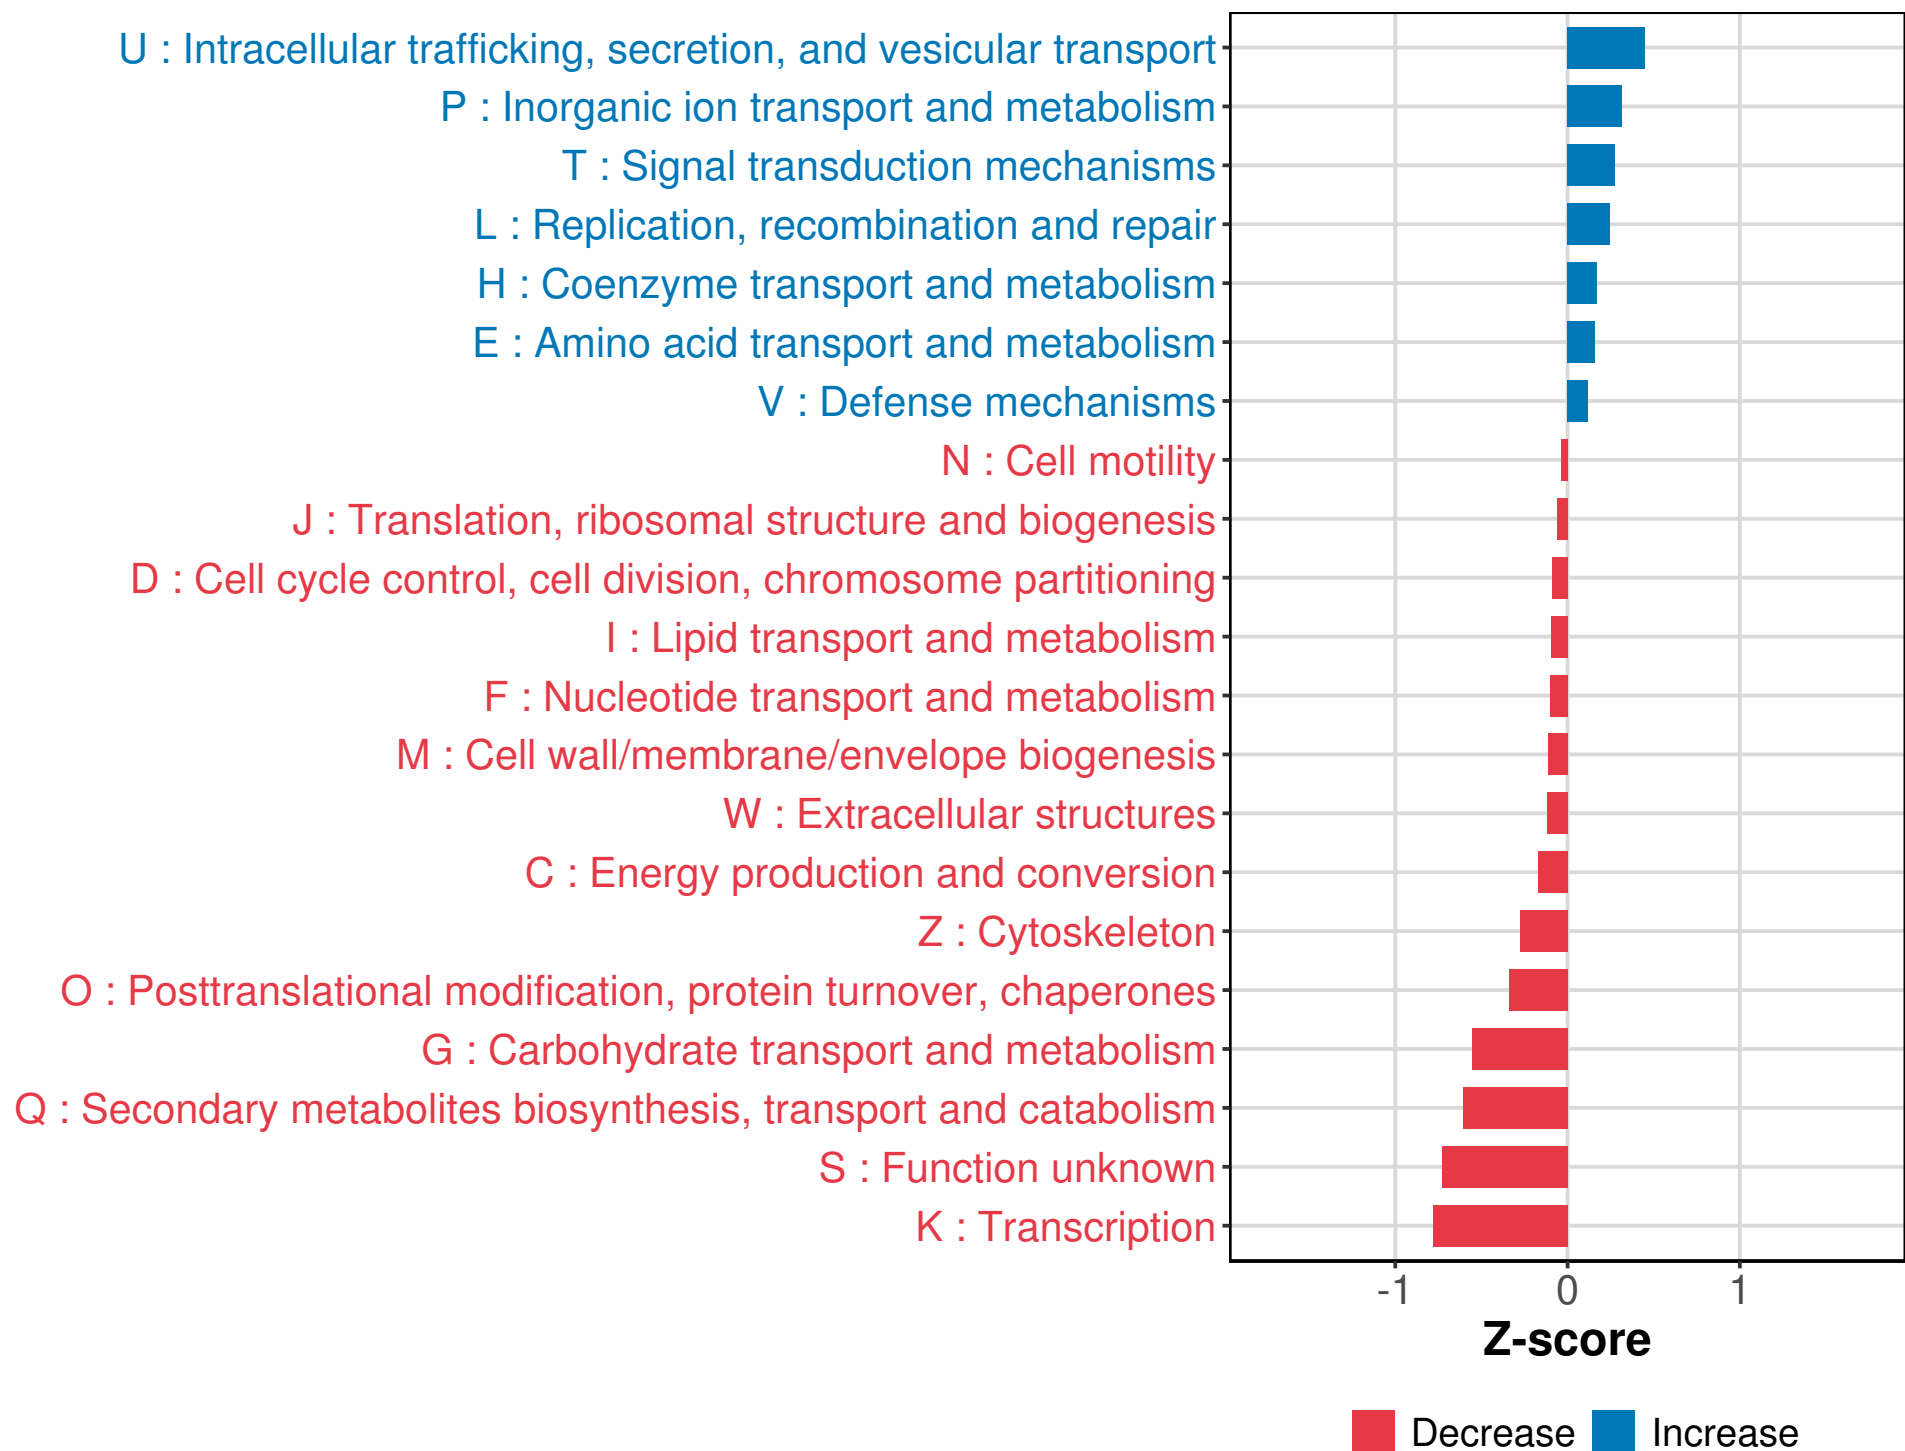 U : Intracellular trafficking, secretion, and vesicular transport
P : Inorganic ion transport and metabolism
T : Signal transduction mechanisms
L : Replication, recombination and repair
H : Coenzyme transport and metabolism
E : Amino acid transport and metabolism
V : Defense mechanisms
N : Cell motility
J : Translation, ribosomal structure and biogenesis
D : Cell cycle control, cell division, chromosome partitioning
I : Lipid transport and metabolism
F : Nucleotide transport and metabolism
M : Cell wall/membrane/envelope biogenesis
W : Extracellular structures
C : Energy production and conversion
Z : Cytoskeleton
O : Posttranslational modification, protein turnover, chaperones
G : Carbohydrate transport and metabolism
Q : Secondary metabolites biosynthesis, transport and catabolism
S : Function unknown
K : Transcription
-1 0 1
Z-score
Decrease Increase